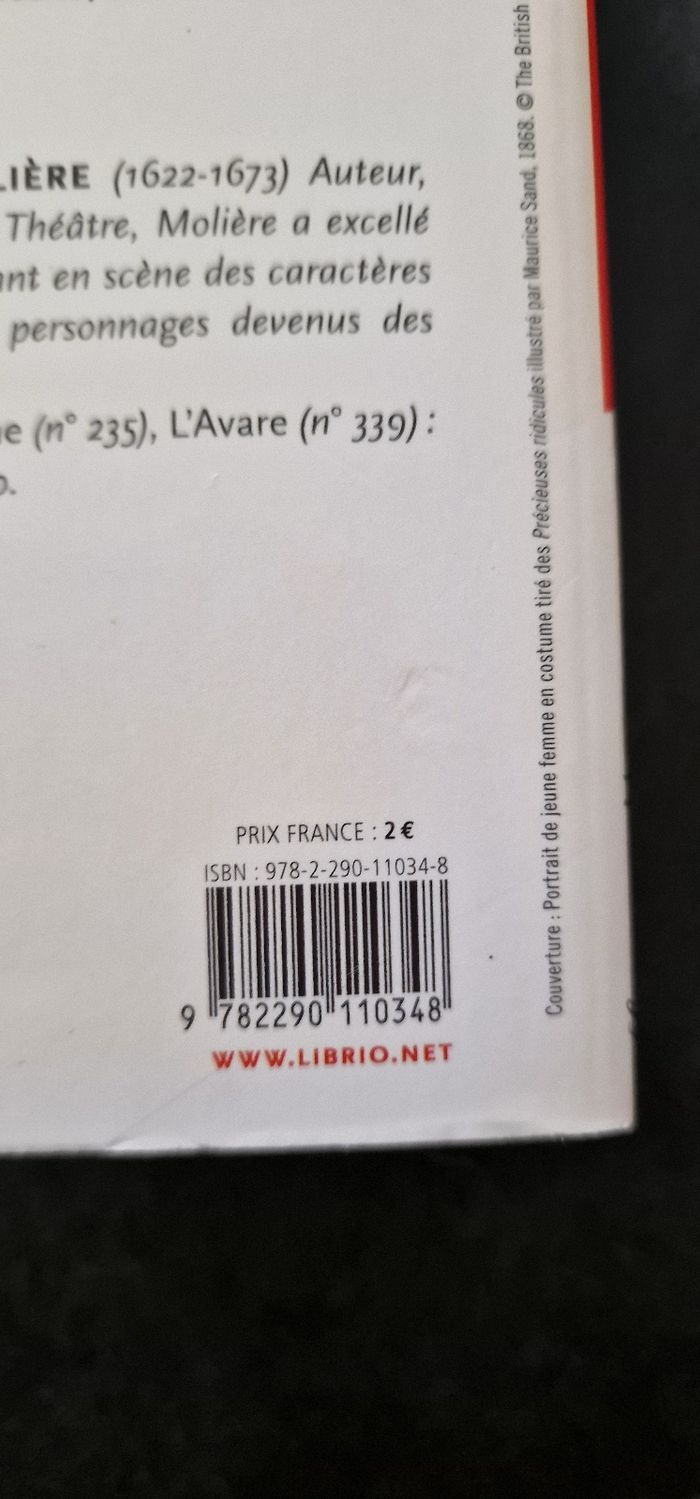 LIÈRE (1622-1673) Auteur,
Théâtre, Molière a excellé
ant en scène des caractères
personnages devenus des
ne (n° 235), L'Avare (n° 339) :
o.
PRIX FRANCE : 2 €
ISBN : 978-2-290-11034-8
9 782290 110348
WWW.LIBRIO.NET
Couverture : Portrait de jeune femme en costume tiré des Précieuses ridicules illustré par Maurice Sand, 1868. © The British